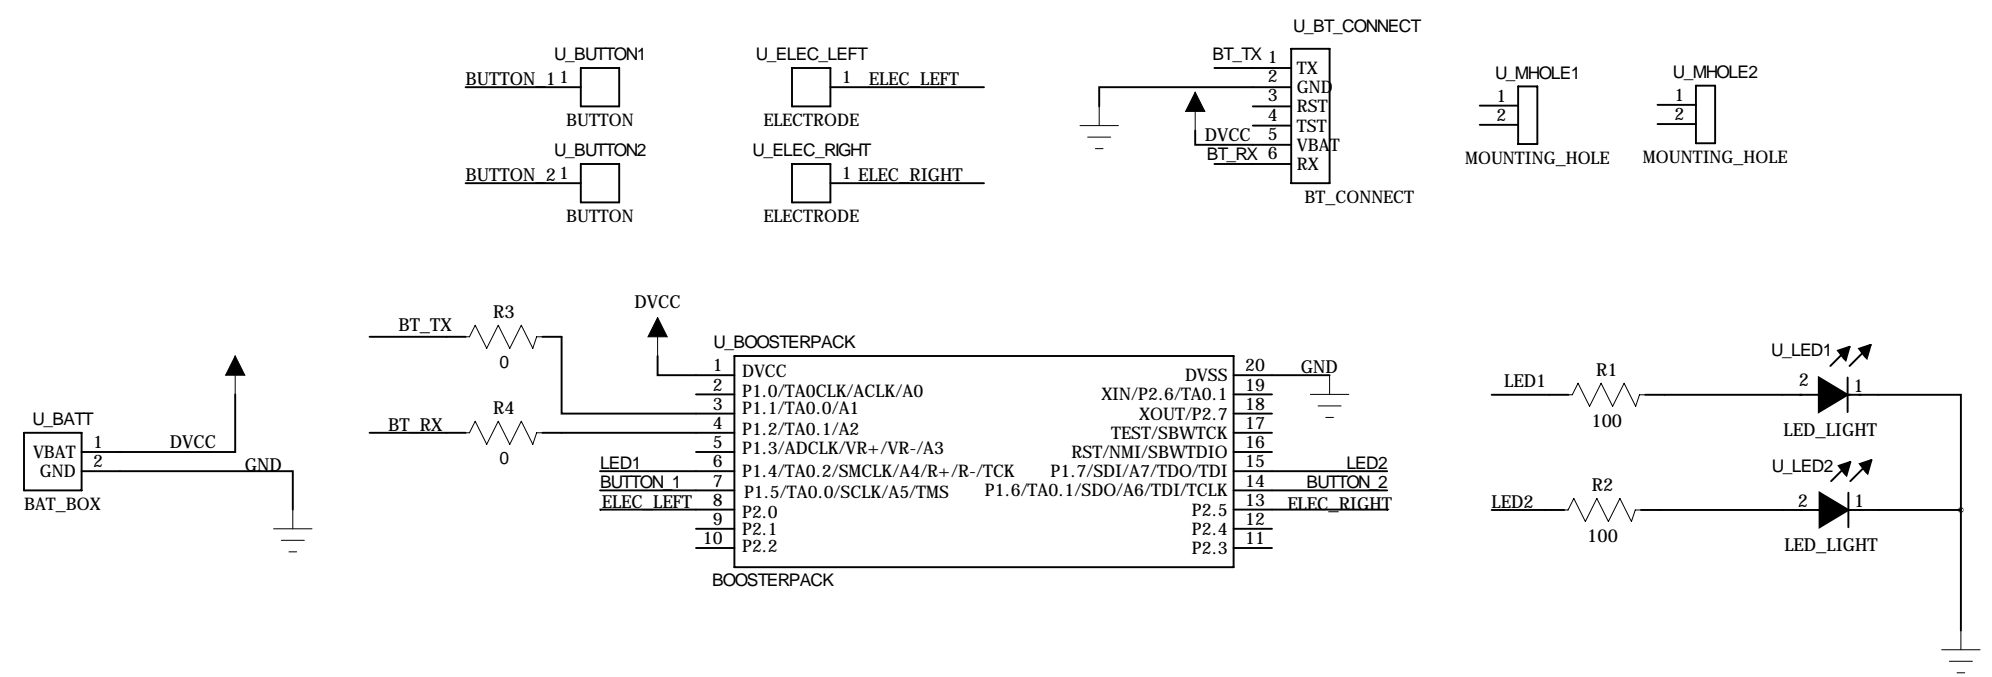 U_BUTTON1
BUTTON_1 1
BUTTON
U_BUTTON2
BUTTON_2 1
BUTTON
U_ELEC_LEFT
1 ELEC_LEFT
ELECTRODE
U_ELEC_RIGHT
1 ELEC_RIGHT
ELECTRODE
U_BT_CONNECT
BT_TX 1 TX
2 GND
3 RST
4 TST
DVCC 5 VBAT
BT_RX 6 RX
BT_CONNECT
U_MHOLE1
1
2
MOUNTING_HOLE
U_MHOLE2
1
2
MOUNTING_HOLE
U_BATT
VBAT 1 DVCC
GND 2 GND
BAT_BOX
R3
BT_TX
0
R4
BT_RX
0
DVCC
U_BOOSTERPACK
1 DVCC
2 P1.0/TA0CLK/ACLK/A0
3 P1.1/TA0.0/A1
4 P1.2/TA0.1/A2
5 P1.3/ADCLK/VR+/VR-/A3
LED1 6 P1.4/TA0.2/SMCLK/A4/R+/R-/TCK
BUTTON_1 7 P1.5/TA0.0/SCLK/A5/TMS
ELEC_LEFT 8 P2.0
9 P2.1
10 P2.2
DVSS 20 GND
XIN/P2.6/TA0.1 19
XOUT/P2.7 18
TEST/SBWTCK 17
RST/NMI/SBWTDIO 16
P1.7/SDI/A7/TDO/TDI 15 LED2
P1.6/TA0.1/SDO/A6/TDI/TCLK 14 BUTTON_2
P2.5 13 ELEC_RIGHT
P2.4 12
P2.3 11
BOOSTERPACK
U_LED1
LED1 R1 2 1
100
LED_LIGHT
U_LED2
LED2 R2 2 1
100
LED_LIGHT